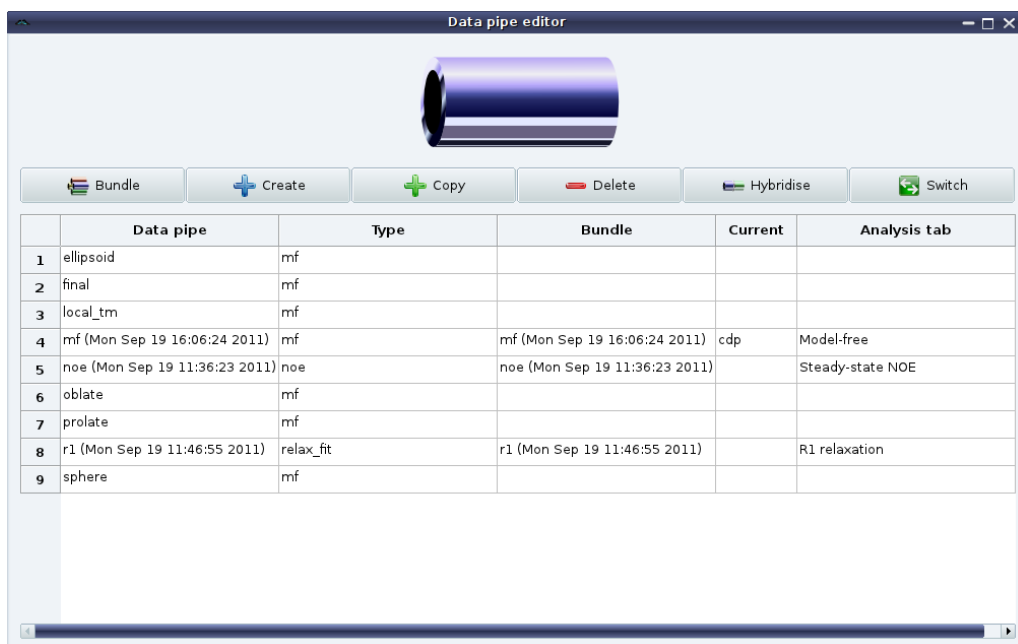 Data pipe editor
Bundle Create Copy Delete Hybridise Switch
Data pipe Type Bundle Current Analysis tab
1 ellipsoid mf
2 final mf
3 local_tm mf
4 mf (Mon Sep 19 16:06:24 2011) mf mf (Mon Sep 19 16:06:24 2011) cdp Model-free
5 noe (Mon Sep 19 11:36:23 2011) noe noe (Mon Sep 19 11:36:23 2011) Steady-state NOE
6 oblate mf
7 prolate mf
8 r1 (Mon Sep 19 11:46:55 2011) relax_fit r1 (Mon Sep 19 11:46:55 2011) R1 relaxation
9 sphere mf